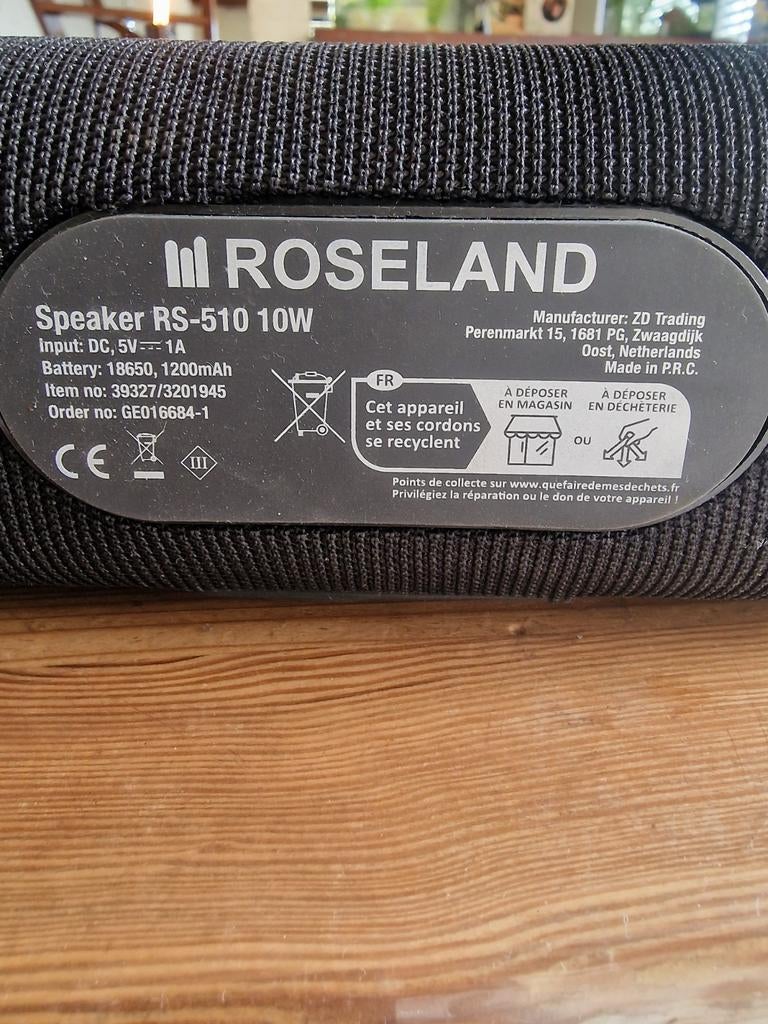 ROSELAND
Speaker RS-510 10W
Input: DC, 5V⎓1A
Battery: 18650, 1200mAh
Item no: 39327/3201945
Order no: GE016684-1
CE
III
Manufacturer: ZD Trading
Perenmarkt 15, 1681 PG, Zwaagdijk
Oost, Netherlands
Made in P.R.C.
FR
Cet appareil
et ses cordons
se recyclent
À DÉPOSER
EN MAGASIN
OU
À DÉPOSER
EN DÉCHÈTERIE
Points de collecte sur www.quefairedemesdechets.fr
Privilégiez la réparation ou le don de votre appareil !